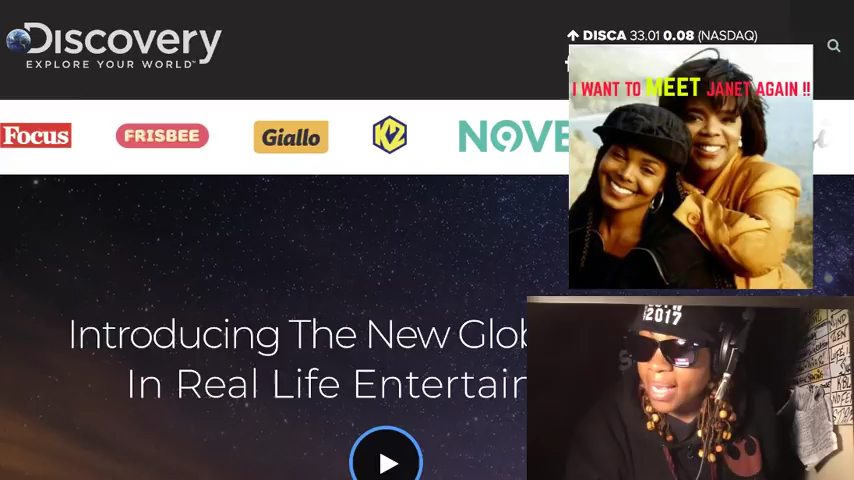 Discovery
EXPLORE YOUR WORLD™
DISCA 33.01 0.08 (NASDAQ)
I WANT TO MEET JANET AGAIN !!
Focus
FRISBEE
Giallo
K2
NOVE
Introducing The New Glob
In Real Life Entertain
2017